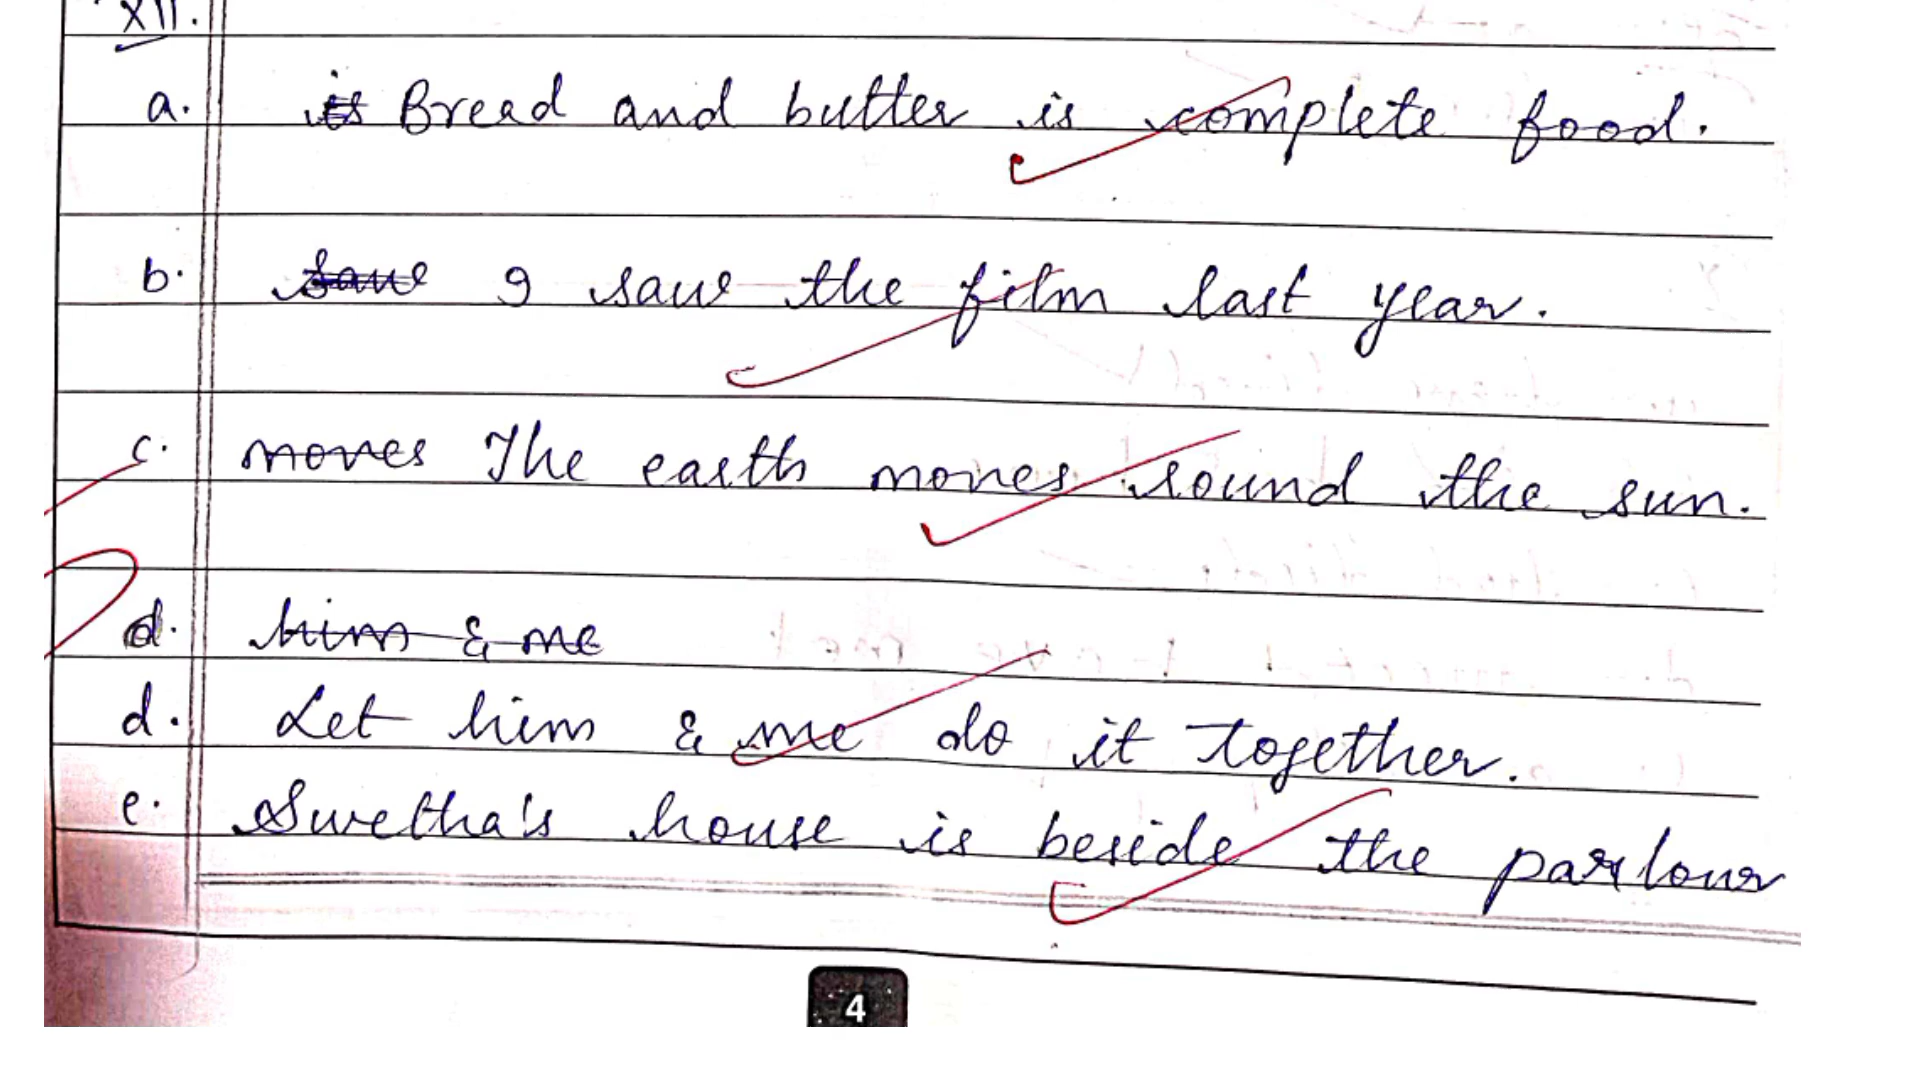 XII.
a. is Bread and butter is complete food.
b. saw I saw the film last year.
c. moves The earth moves round the sun.
d. him & me
d. Let him & me do it together.
e. Swetha's house is beside the parlour
4